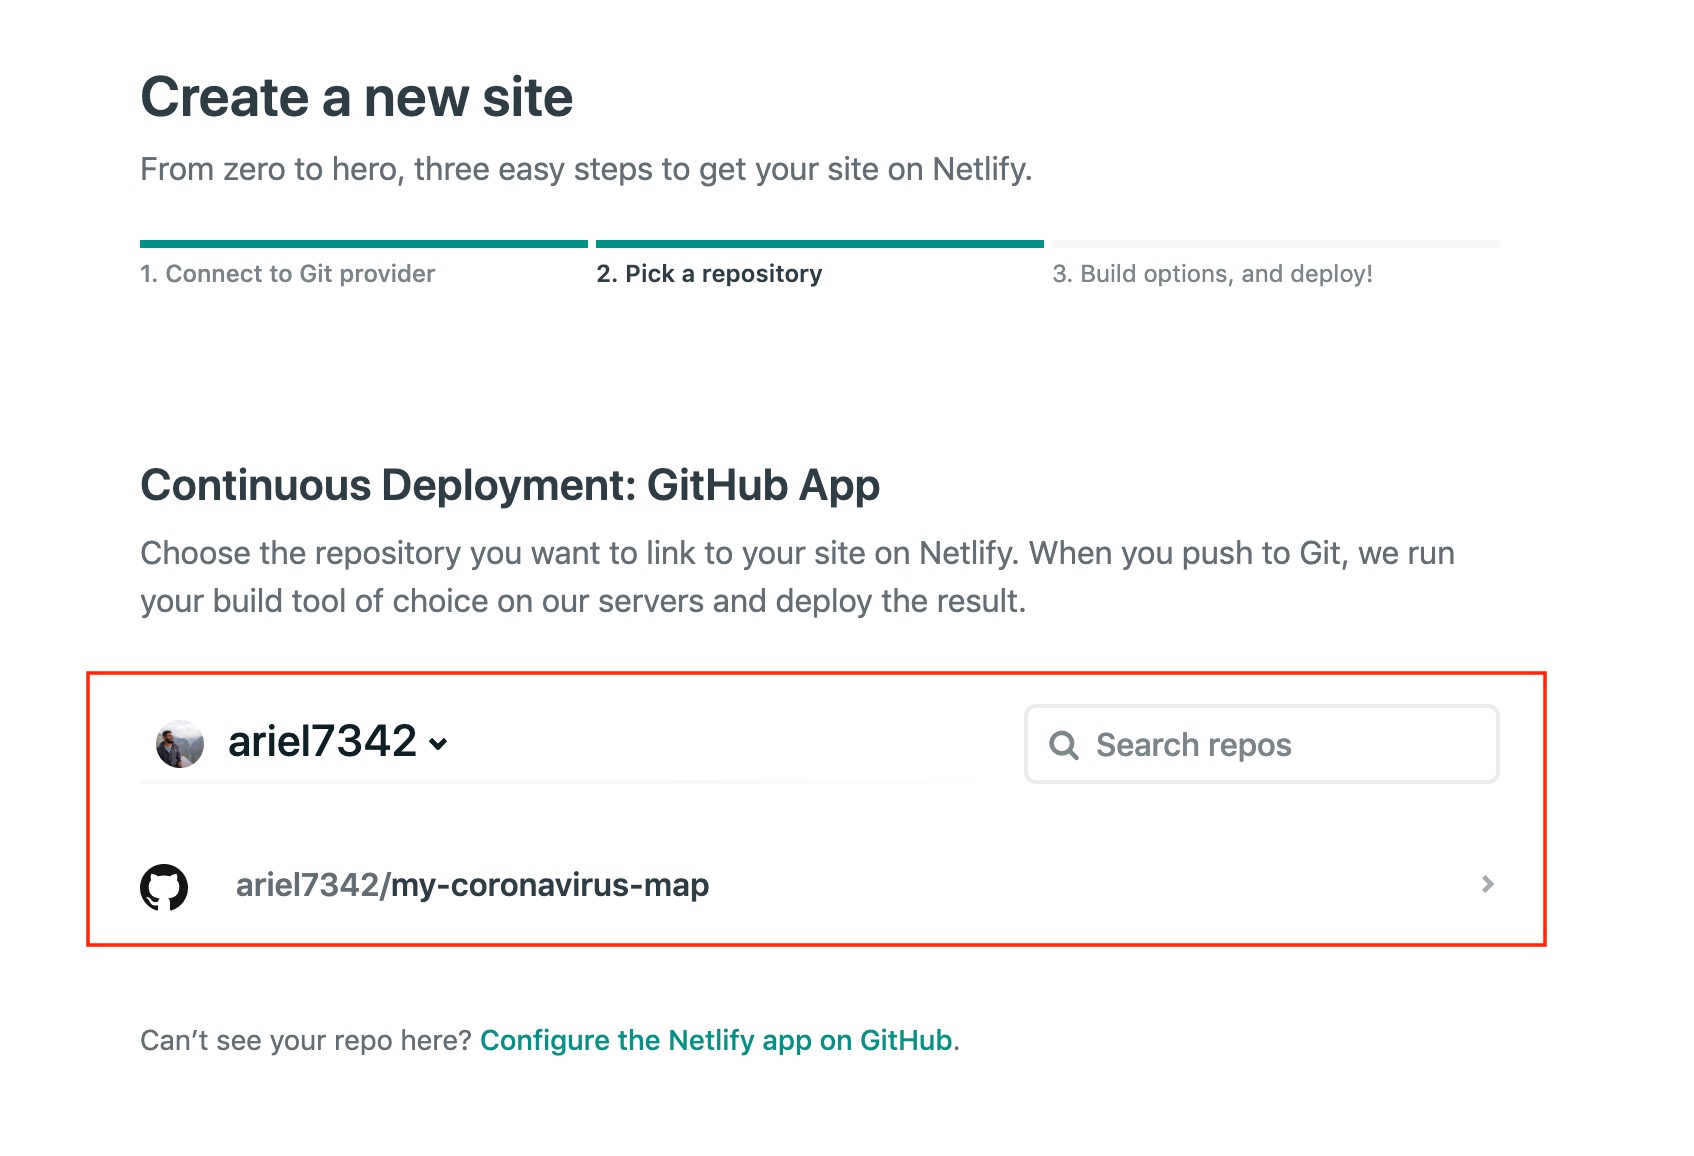 Create a new site
From zero to hero, three easy steps to get your site on Netlify.
1. Connect to Git provider
2. Pick a repository
3. Build options, and deploy!
Continuous Deployment: GitHub App
Choose the repository you want to link to your site on Netlify. When you push to Git, we run
your build tool of choice on our servers and deploy the result.
ariel7342
Search repos
ariel7342/my-coronavirus-map
Can’t see your repo here? Configure the Netlify app on GitHub.